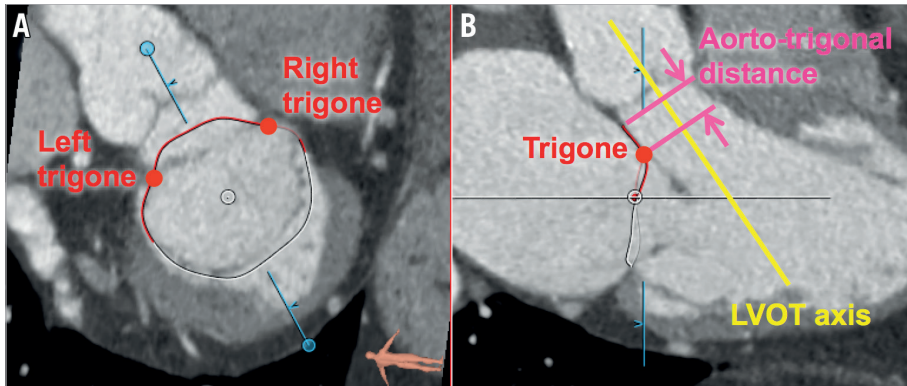 A
Right
trigone
Left
trigone
B
Aorto-trigonal
distance
Trigone
LVOT axis